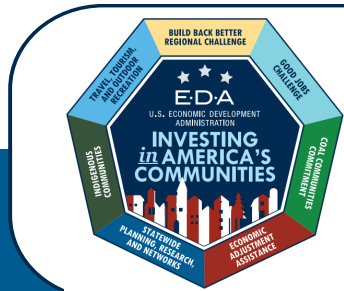 BUILD BACK BETTER
REGIONAL CHALLENGE
GOOD JOBS
CHALLENGE
COAL COMMUNITIES
COMMITMENT
ECONOMIC
ADJUSTMENT
ASSISTANCE
STATEWIDE
PLANNING, RESEARCH,
AND NETWORKS
INDIGENOUS
COMMUNITIES
TRAVEL, TOURISM,
AND OUTDOOR
RECREATION
E·D·A
U.S. ECONOMIC DEVELOPMENT
ADMINISTRATION
INVESTING
in AMERICA'S
COMMUNITIES